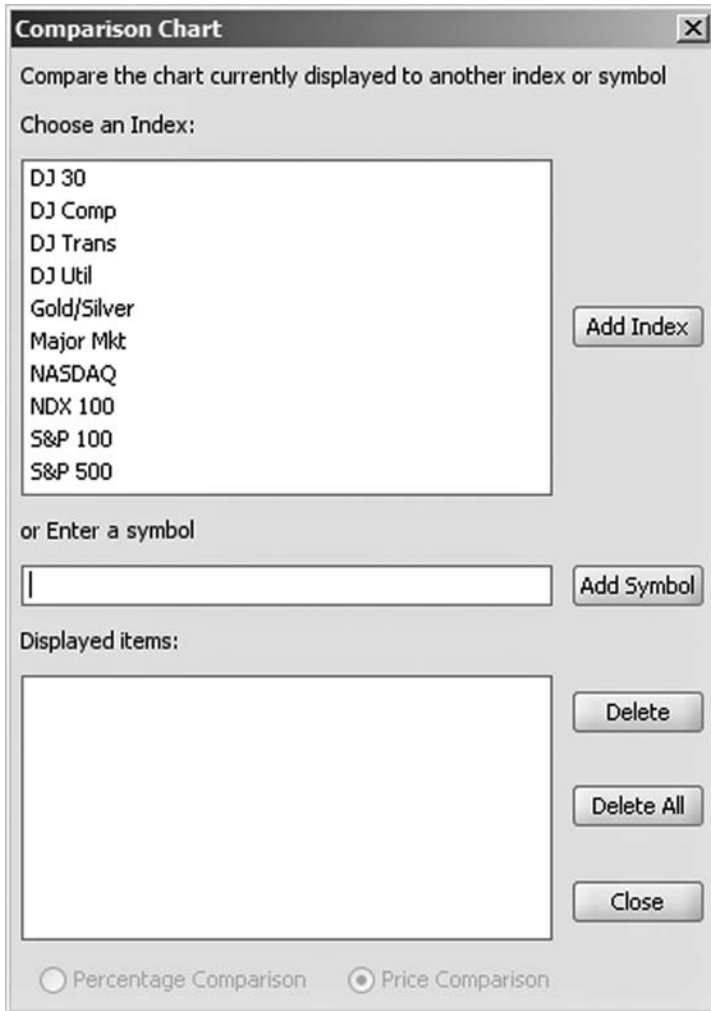 Comparison Chart
Compare the chart currently displayed to another index or symbol
Choose an Index:
DJ 30
DJ Comp
DJ Trans
DJ Util
Gold/Silver
Major Mkt
NASDAQ
NDX 100
S&P 100
S&P 500
Add Index
or Enter a symbol
Add Symbol
Displayed items:
Delete
Delete All
Close
Percentage Comparison Price Comparison